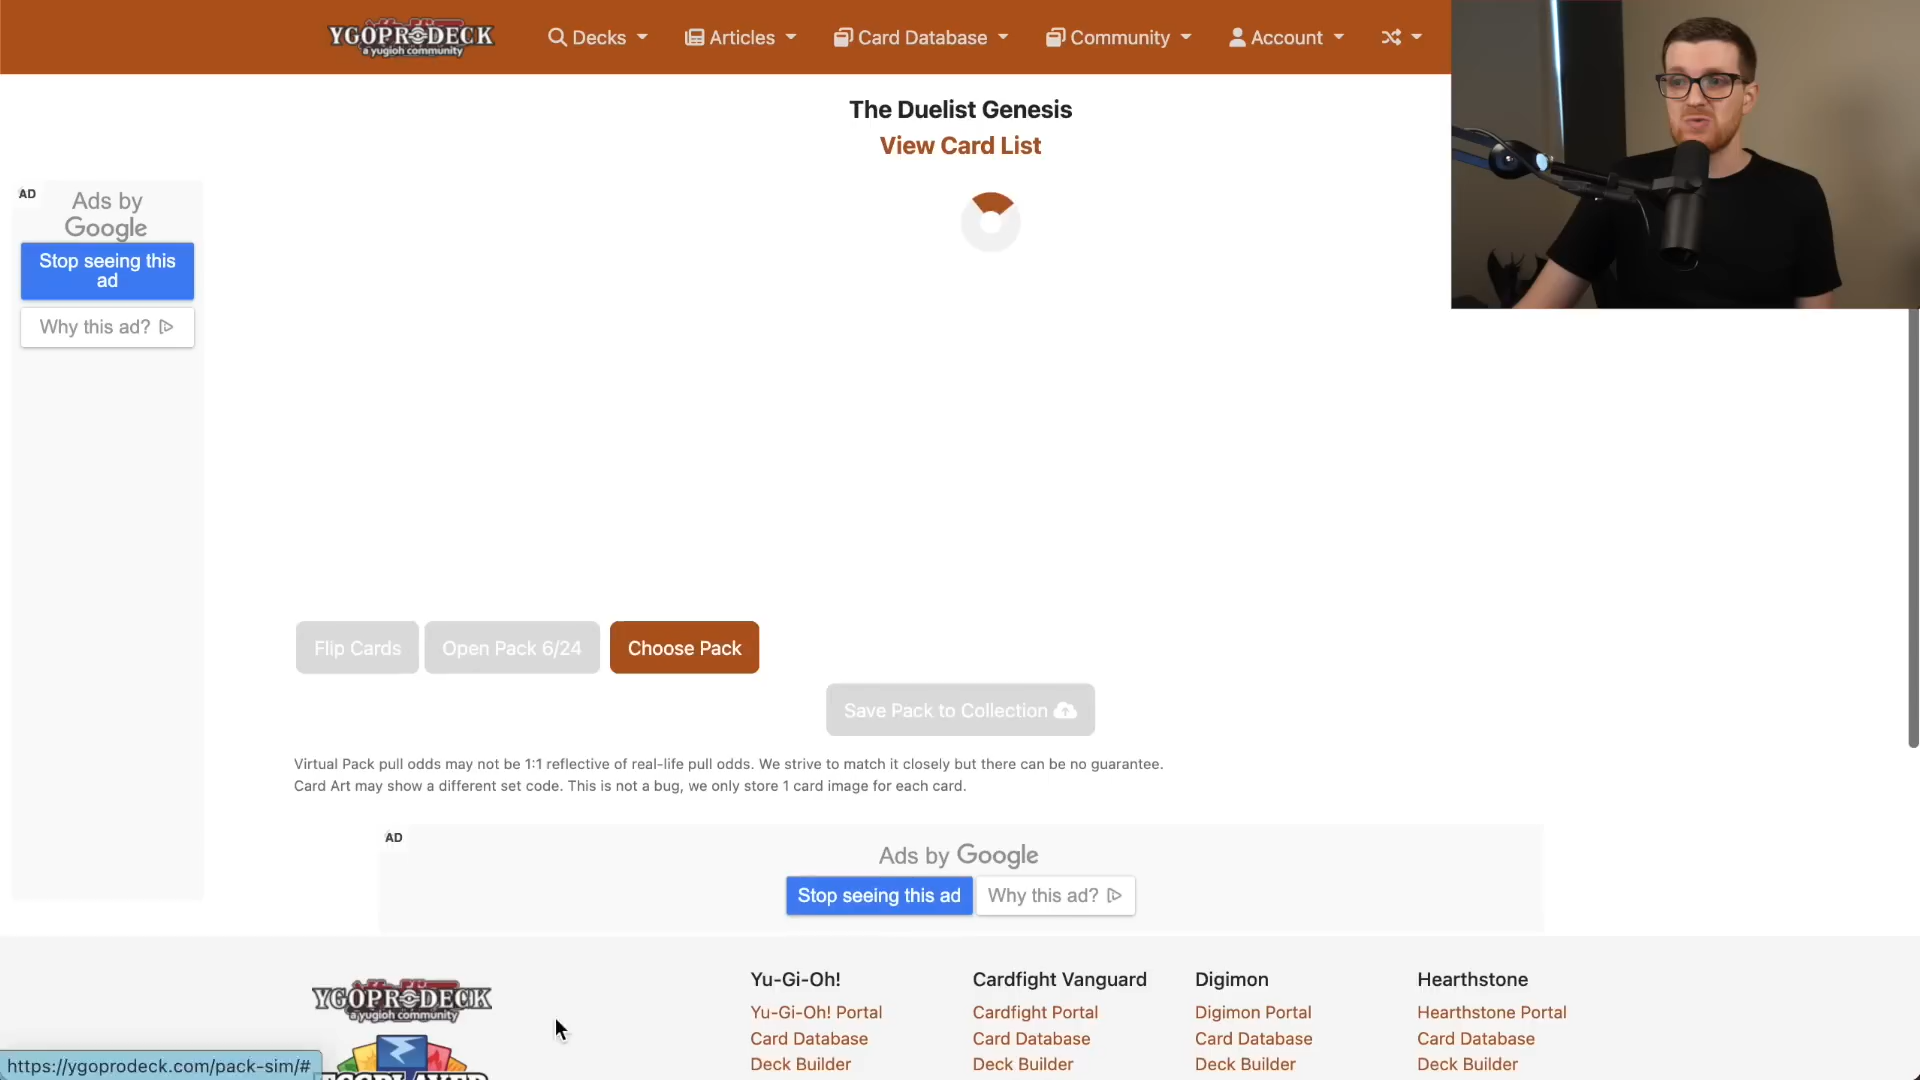 YGOPRODECK
a yugioh community
Decks
Articles
Card Database
Community
Account
The Duelist Genesis
View Card List
AD
Ads by
Google
Stop seeing this
ad
Why this ad?
Flip Cards
Open Pack 6/24
Choose Pack
Save Pack to Collection
Virtual Pack pull odds may not be 1:1 reflective of real-life pull odds. We strive to match it closely but there can be no guarantee.
Card Art may show a different set code. This is not a bug, we only store 1 card image for each card.
AD
Ads by Google
Stop seeing this ad
Why this ad?
YGOPRODECK
a yugioh community
Yu-Gi-Oh!
Yu-Gi-Oh! Portal
Card Database
Deck Builder
Cardfight Vanguard
Cardfight Portal
Card Database
Deck Builder
Digimon
Digimon Portal
Card Database
Deck Builder
Hearthstone
Hearthstone Portal
Card Database
Deck Builder
https://ygoprodeck.com/pack-sim/#